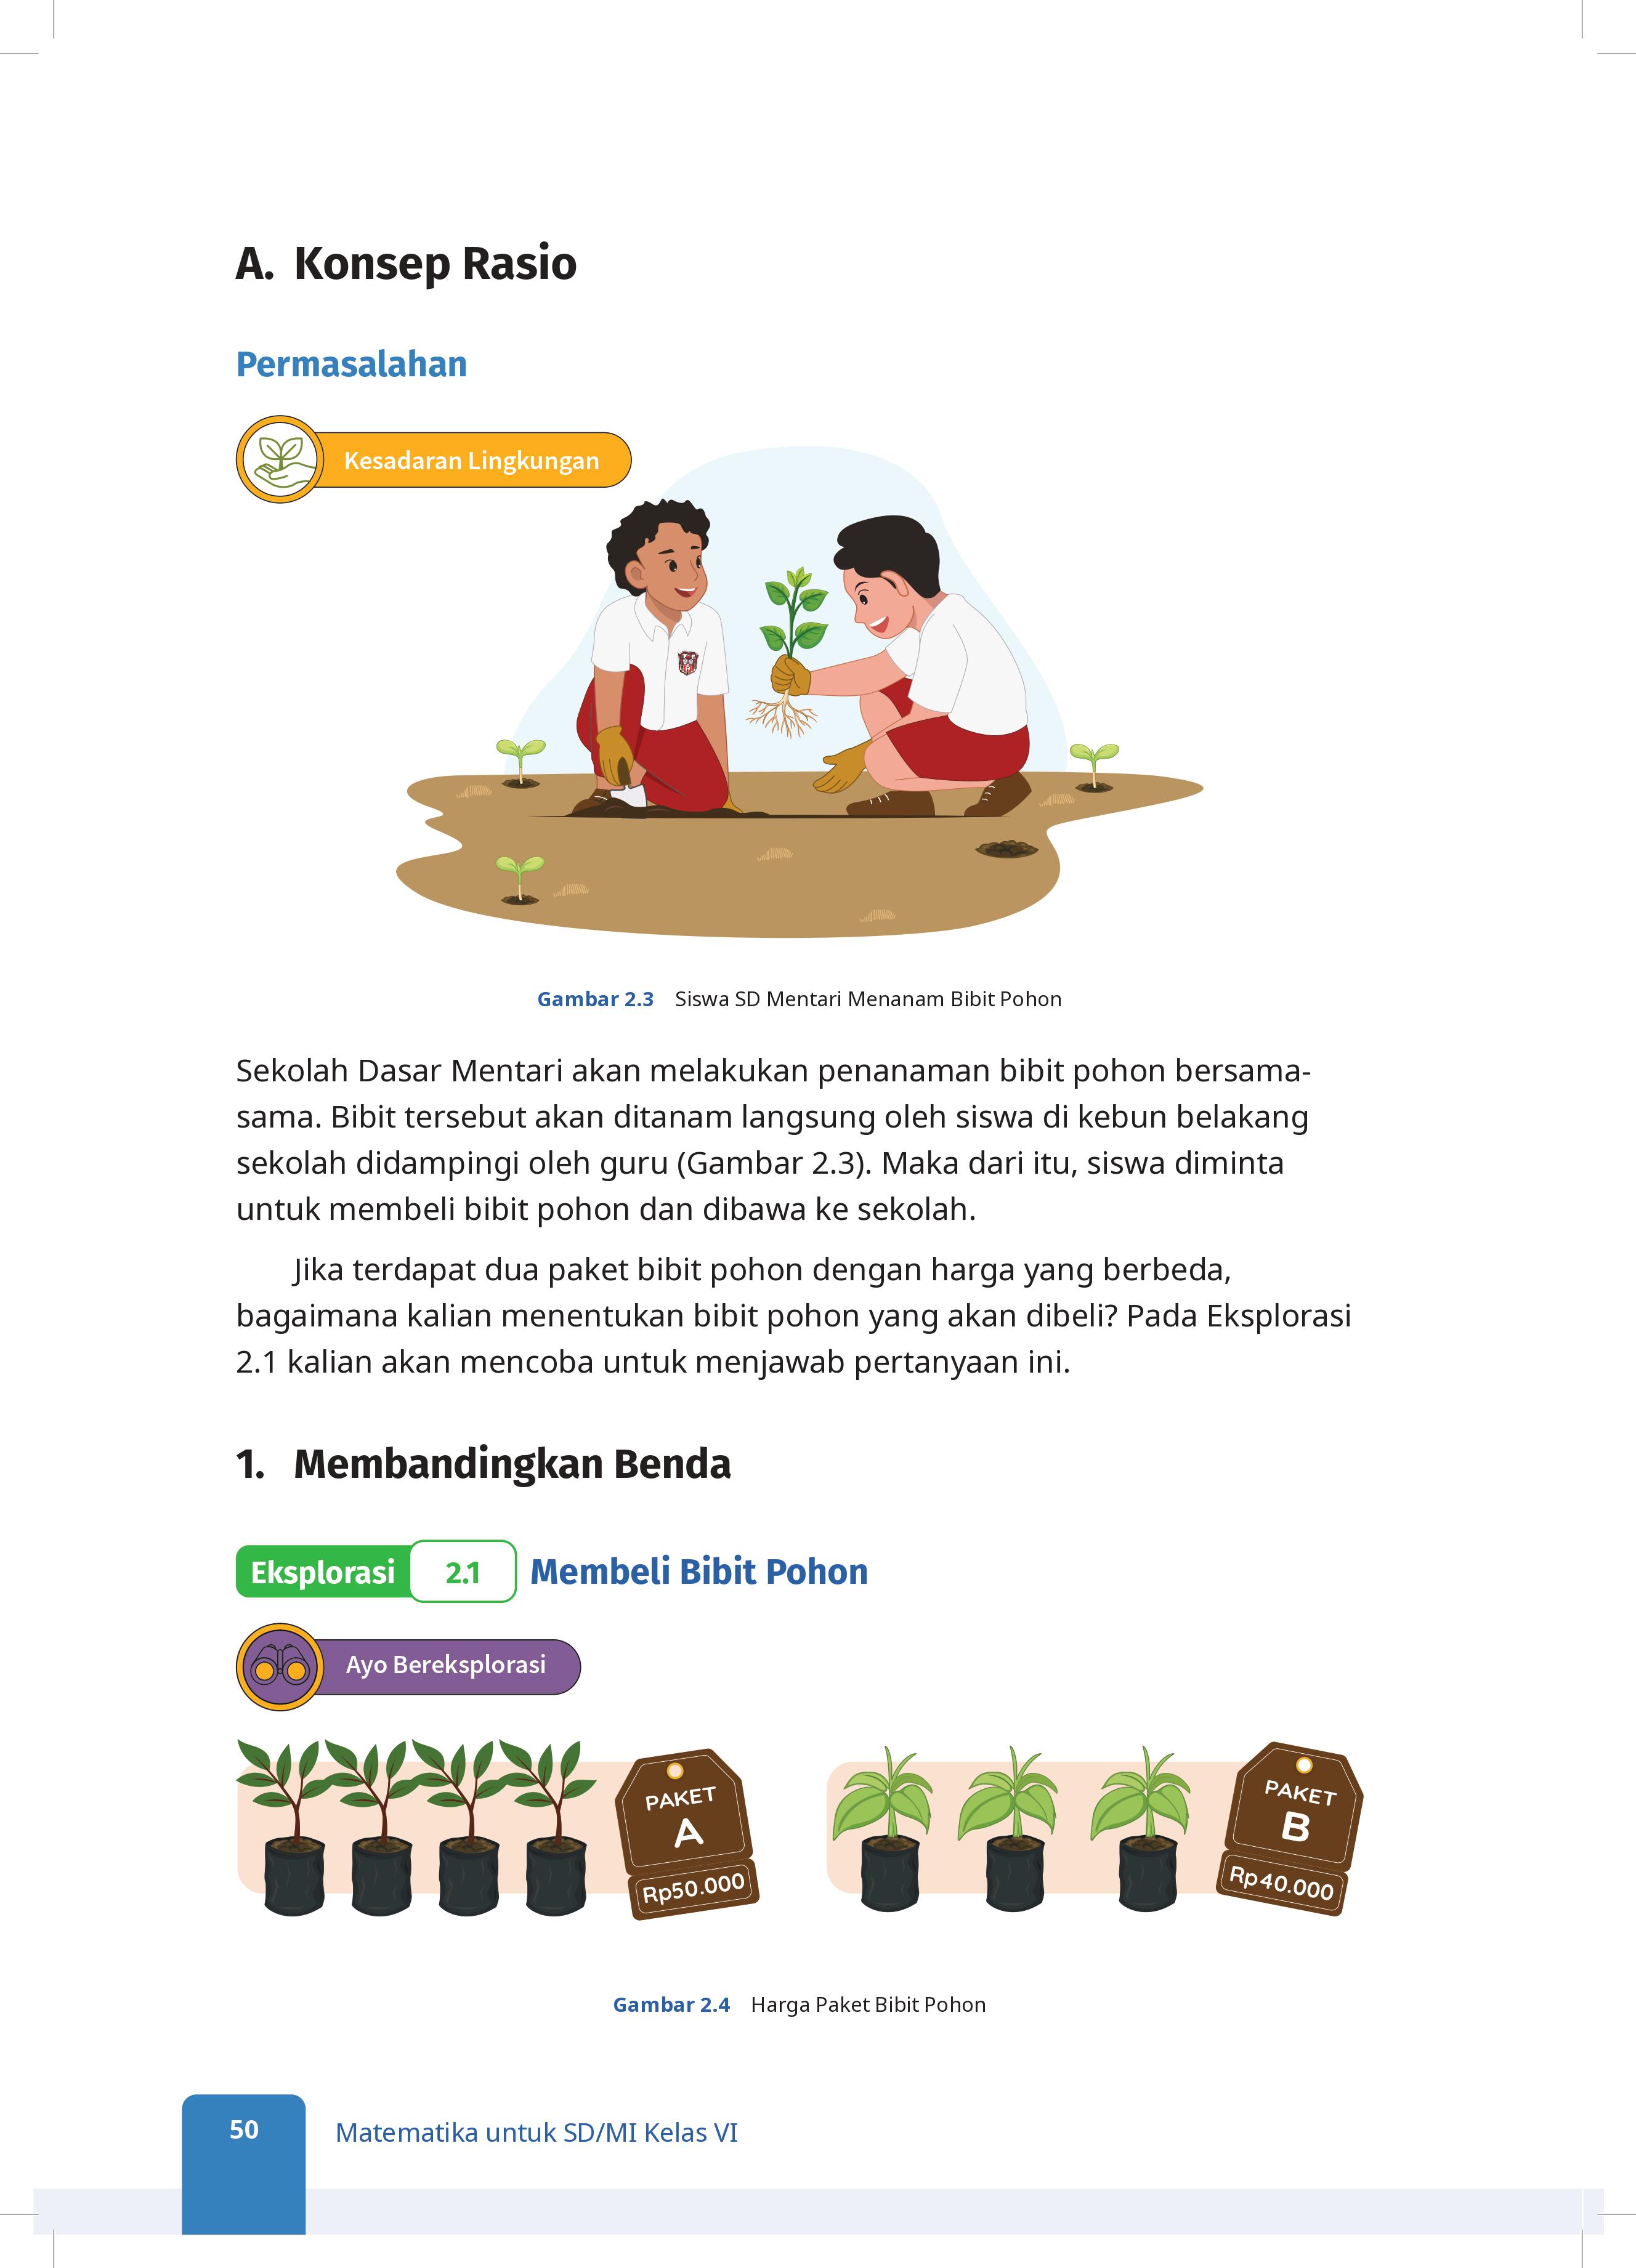 A. Konsep Rasio
Permasalahan
Kesadaran Lingkungan
Gambar 2.3 Siswa SD Mentari Menanam Bibit Pohon
Sekolah Dasar Mentari akan melakukan penanaman bibit pohon bersama-
sama. Bibit tersebut akan ditanam langsung oleh siswa di kebun belakang
sekolah didampingi oleh guru (Gambar 2.3). Maka dari itu, siswa diminta
untuk membeli bibit pohon dan dibawa ke sekolah.
Jika terdapat dua paket bibit pohon dengan harga yang berbeda,
bagaimana kalian menentukan bibit pohon yang akan dibeli? Pada Eksplorasi
2.1 kalian akan mencoba untuk menjawab pertanyaan ini.
1. Membandingkan Benda
Eksplorasi 2.1 Membeli Bibit Pohon
Ayo Bereksplorasi
PAKET
A
Rp50.000
PAKET
B
Rp40.000
Gambar 2.4 Harga Paket Bibit Pohon
50 Matematika untuk SD/MI Kelas VI